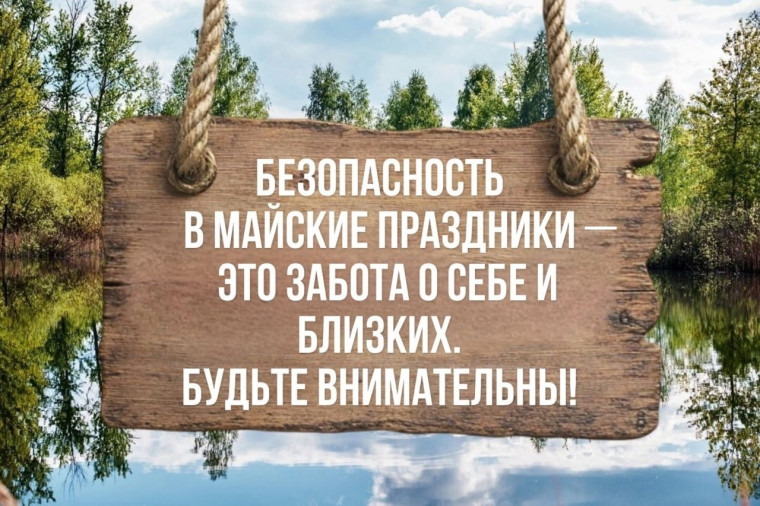 БЕЗОПАСНОСТЬ
В МАЙСКИЕ ПРАЗДНИКИ —
ЭТО ЗАБОТА О СЕБЕ И
БЛИЗКИХ.
БУДЬТЕ ВНИМАТЕЛЬНЫ!